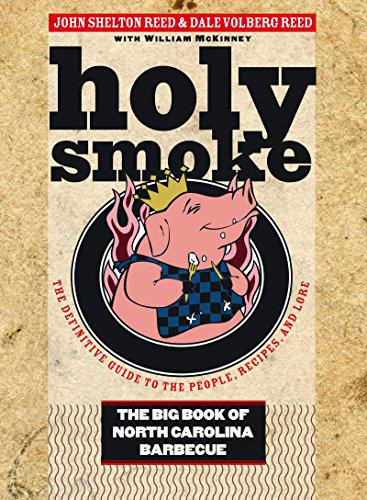 JOHN SHELTON REED & DALE VOLBERG REED
WITH WILLIAM McKINNEY
holy
smoke
THE DEFINITIVE GUIDE TO THE PEOPLE, RECIPES, AND LORE
THE BIG BOOK OF
NORTH CAROLINA
BARBECUE